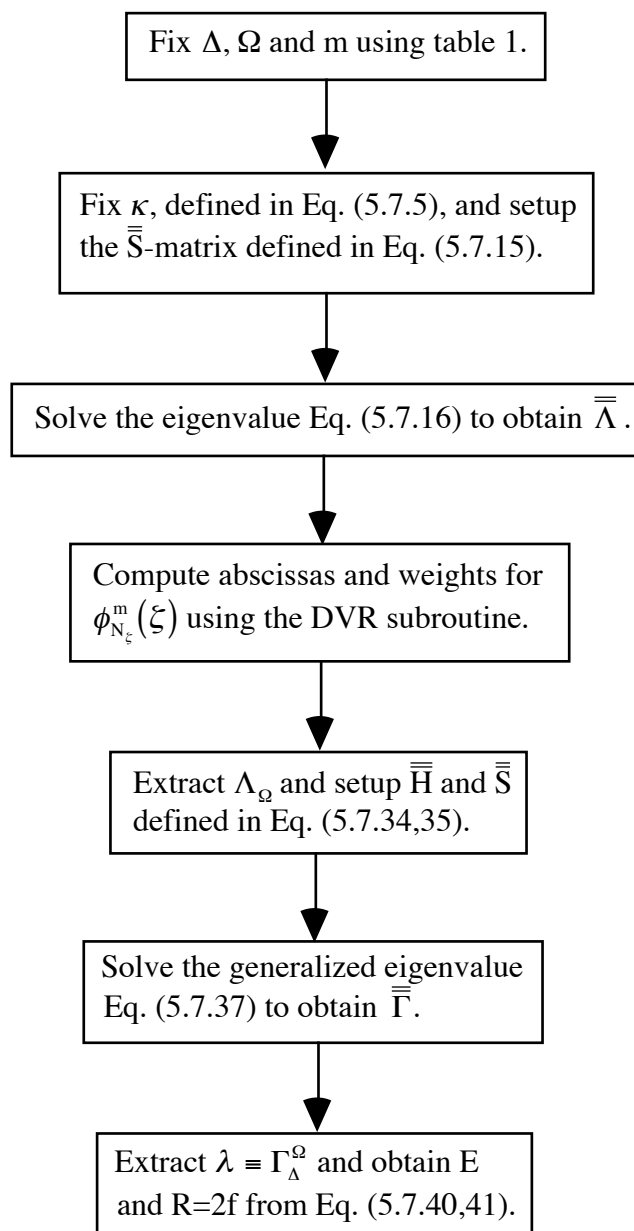 Fix Δ, Ω and m using table 1.
Fix κ, defined in Eq. (5.7.5), and setup
the S̿-matrix defined in Eq. (5.7.15).
Solve the eigenvalue Eq. (5.7.16) to obtain Λ̿ .
Compute abscissas and weights for
ϕ^m_{N_ζ}(ζ) using the DVR subroutine.
Extract Λ_Ω and setup H̿ and S̿
defined in Eq. (5.7.34,35).
Solve the generalized eigenvalue
Eq. (5.7.37) to obtain Γ̿.
Extract λ ≡ Γ^Ω_Δ and obtain E
and R=2f from Eq. (5.7.40,41).